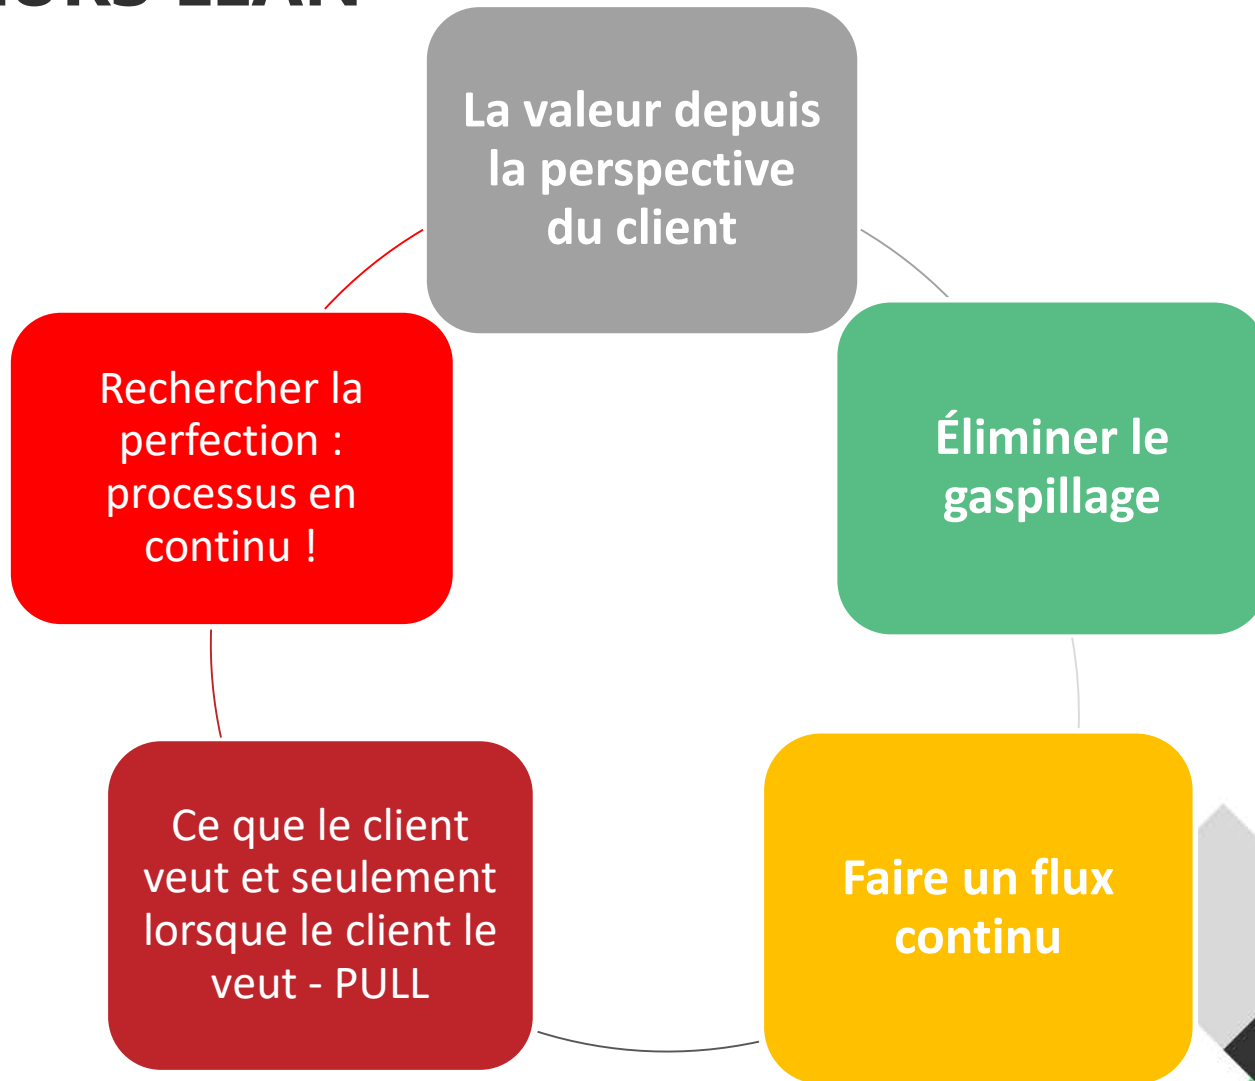 LEAN
La valeur depuis
la perspective
du client
Éliminer le
gaspillage
Faire un flux
continu
Ce que le client
veut et seulement
lorsque le client le
veut - PULL
Rechercher la
perfection :
processus en
continu !